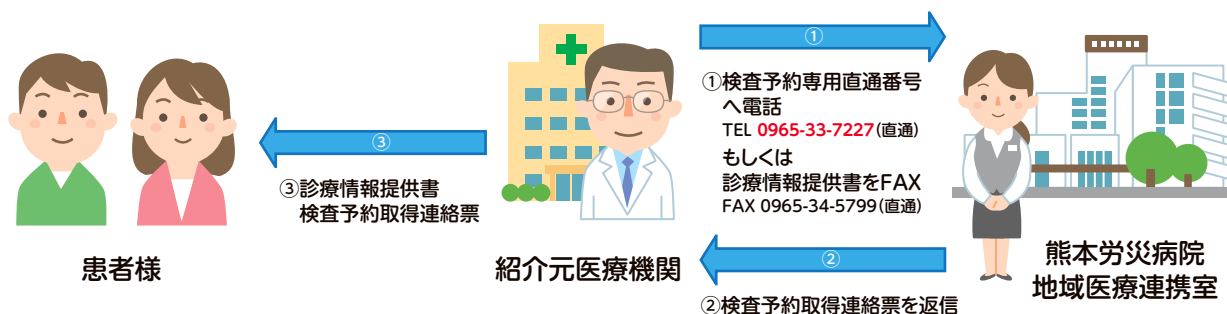 ①
①検査予約専用直通番号
へ電話
TEL 0965-33-7227(直通)
もしくは
診療情報提供書をFAX
FAX 0965-34-5799(直通)
②
②検査予約取得連絡票を返信
③
③診療情報提供書
検査予約取得連絡票
患者様
紹介元医療機関
熊本労災病院
地域医療連携室